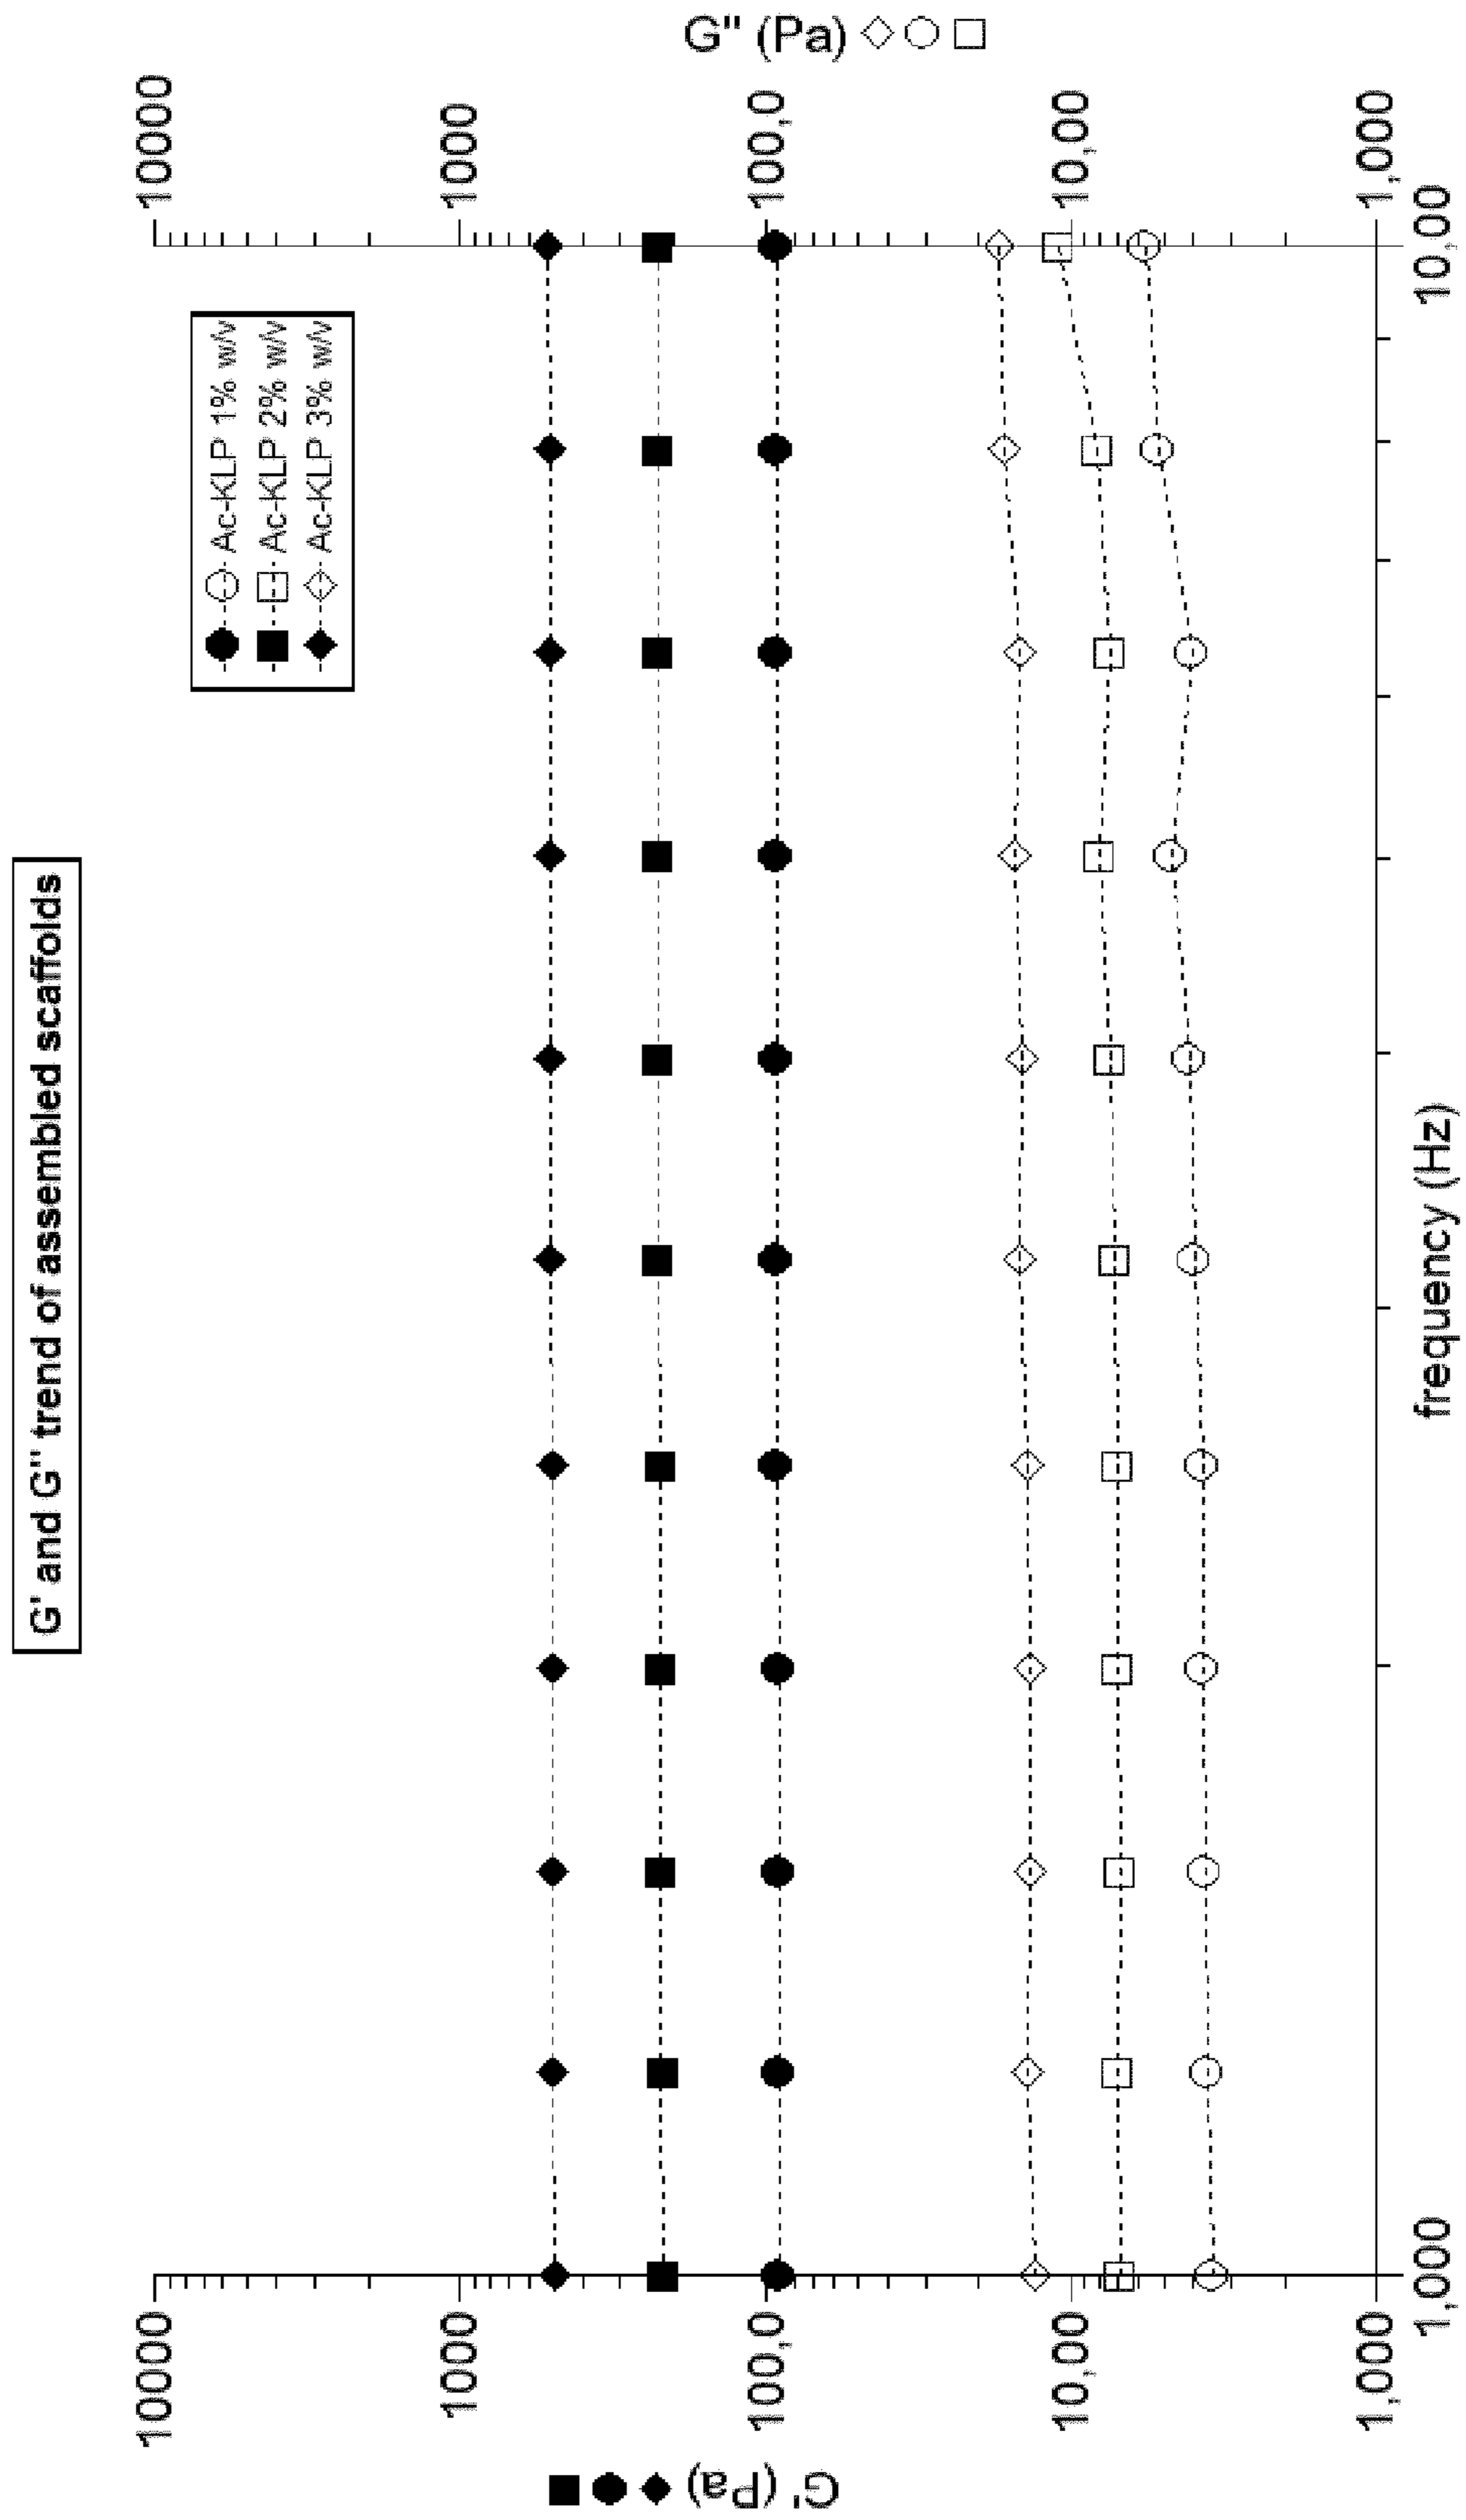 G' and G'' trend of assembled scaffolds
Ac-KLP 1% w/v
Ac-KLP 2% w/v
Ac-KLP 3% w/v
G' (Pa)
10000
1000
100,0
10,00
1,000
G'' (Pa)
10000
1000
100,0
10,00
1,000
1,000
10,00
frequency (Hz)